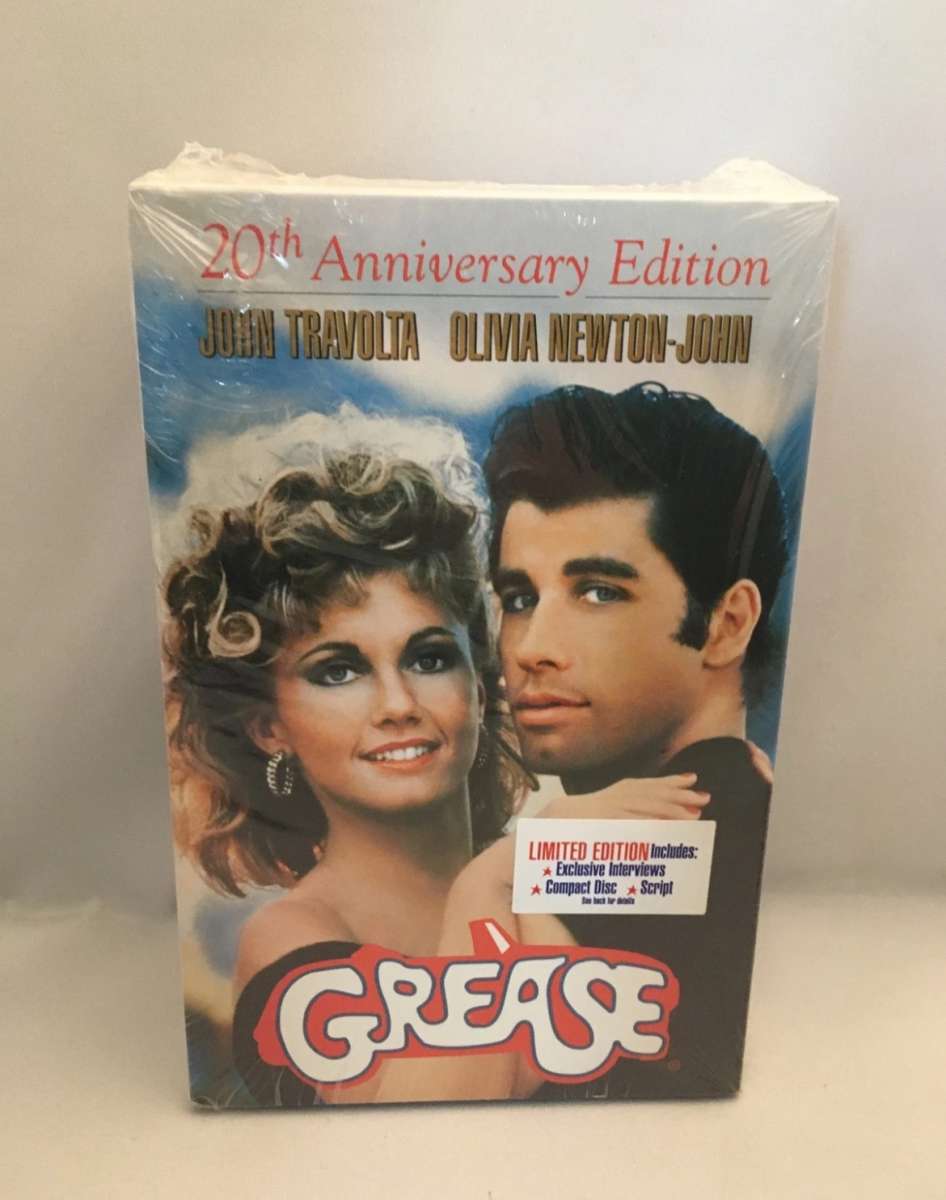 20th Anniversary Edition
JOHN TRAVOLTA OLIVIA NEWTON-JOHN
LIMITED EDITION Includes:
★ Exclusive Interviews
★ Compact Disc ★ Script
See back for details
GREASE ®